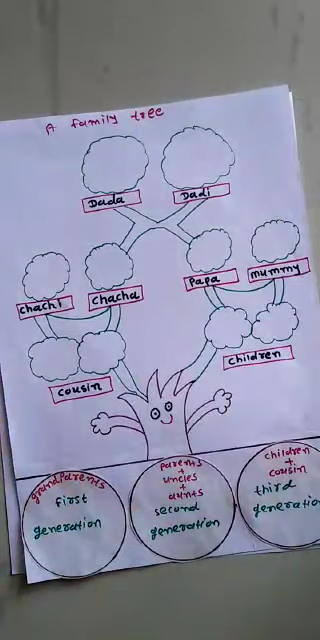 A family tree
Dada
Dadi
chachi
chacha
Papa
mummy
cousin
children
grandparents
first
generation
parents
+
uncles
+
aunts
second
generation
children
+
cousin
third
generation